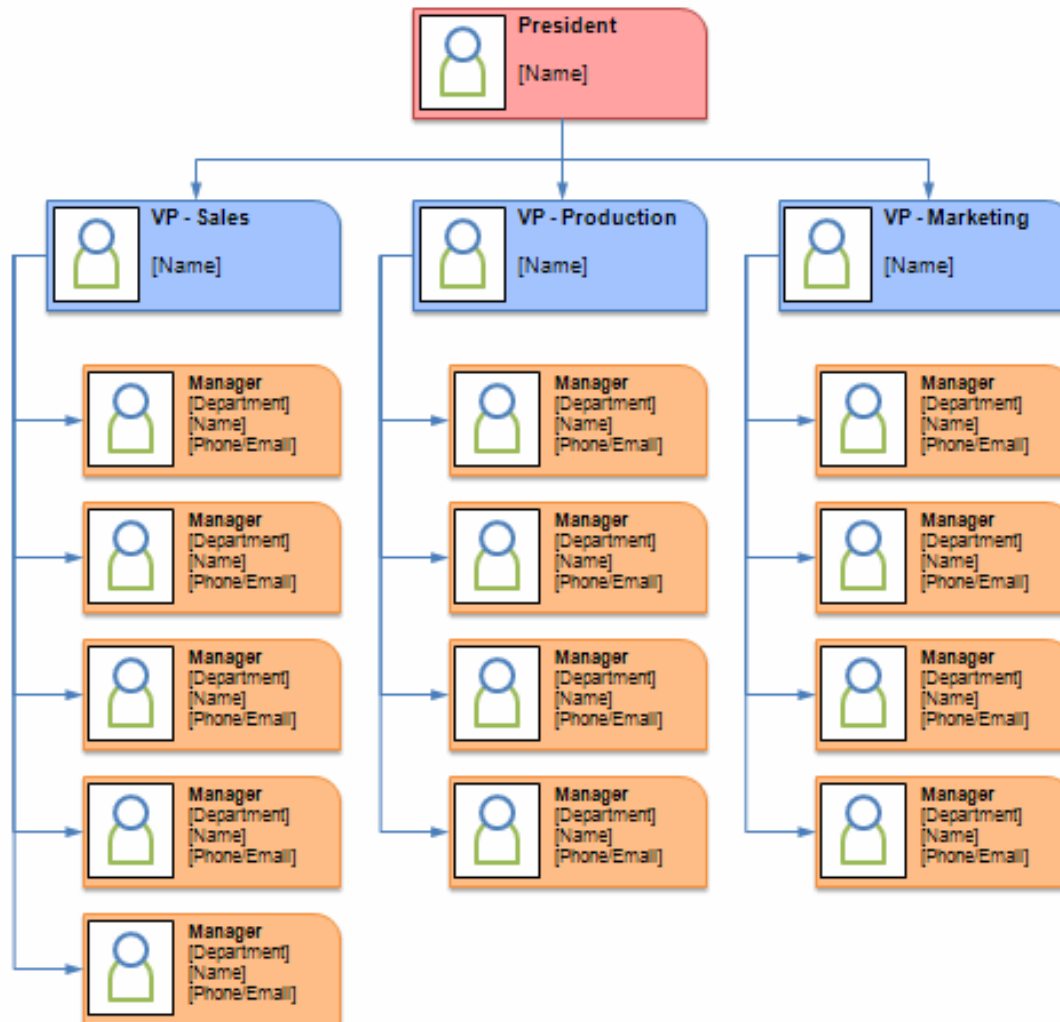 President
[Name]
VP - Sales
[Name]
VP - Production
[Name]
VP - Marketing
[Name]
Manager
[Department]
[Name]
[Phone/Email]
Manager
[Department]
[Name]
[Phone/Email]
Manager
[Department]
[Name]
[Phone/Email]
Manager
[Department]
[Name]
[Phone/Email]
Manager
[Department]
[Name]
[Phone/Email]
Manager
[Department]
[Name]
[Phone/Email]
Manager
[Department]
[Name]
[Phone/Email]
Manager
[Department]
[Name]
[Phone/Email]
Manager
[Department]
[Name]
[Phone/Email]
Manager
[Department]
[Name]
[Phone/Email]
Manager
[Department]
[Name]
[Phone/Email]
Manager
[Department]
[Name]
[Phone/Email]
Manager
[Department]
[Name]
[Phone/Email]